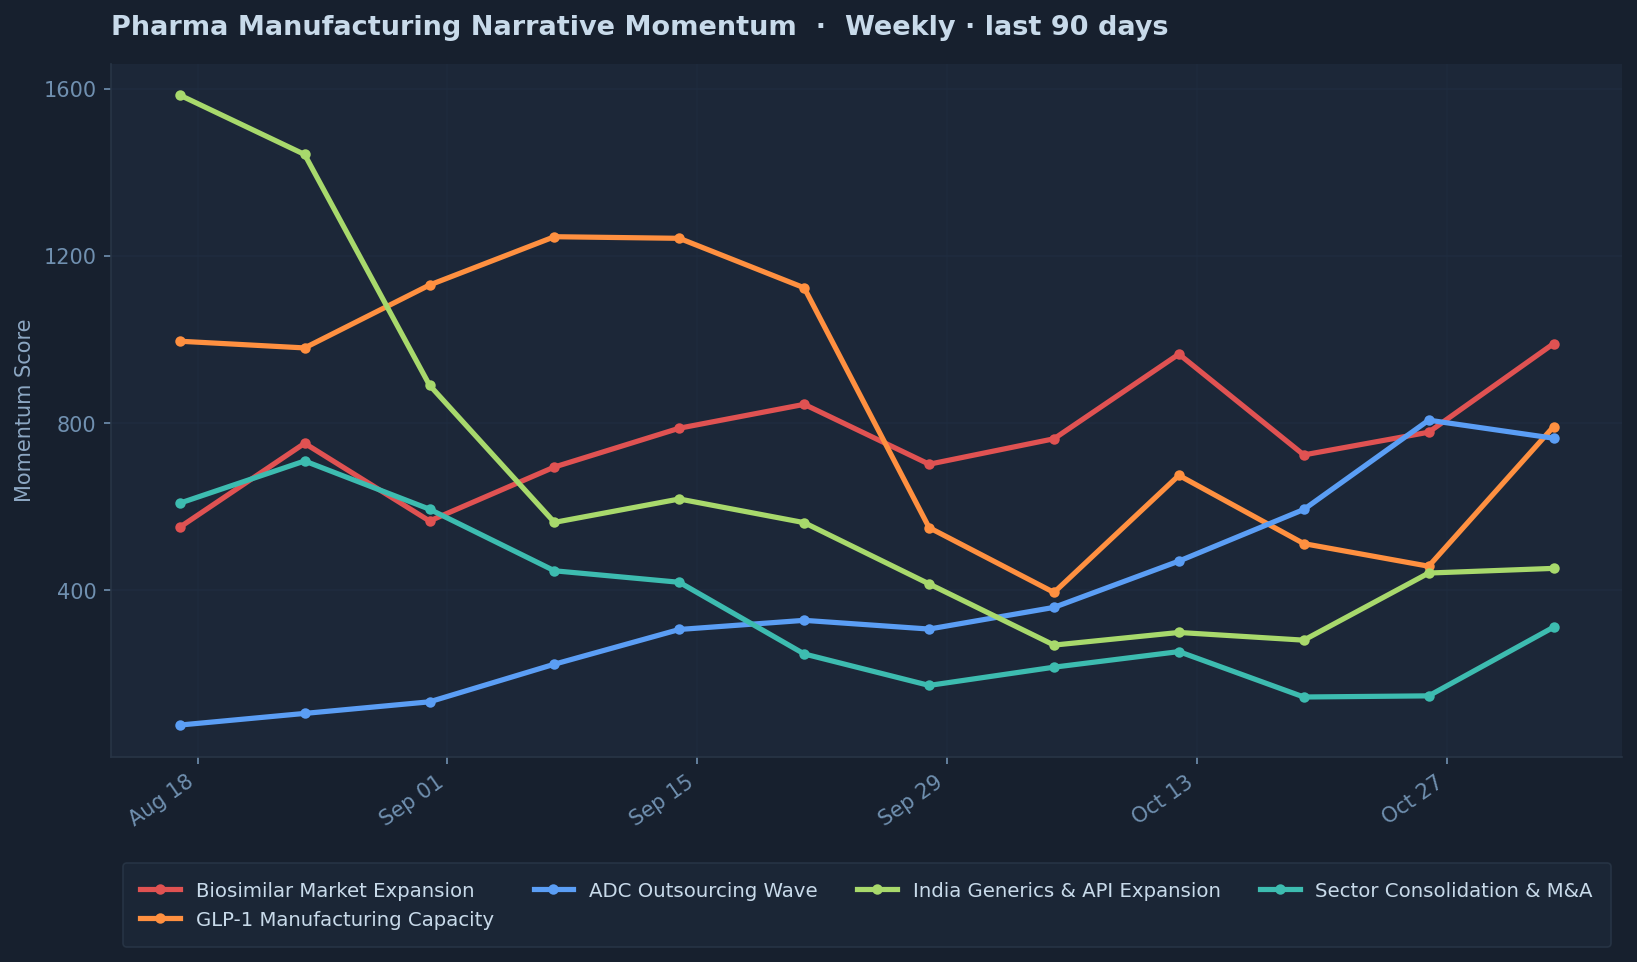 Pharma Manufacturing Narrative Momentum · Weekly · last 90 days
Momentum Score
1600
1200
800
400
Aug 18
Sep 01
Sep 15
Sep 29
Oct 13
Oct 27
Biosimilar Market Expansion
GLP-1 Manufacturing Capacity
ADC Outsourcing Wave
India Generics & API Expansion
Sector Consolidation & M&A